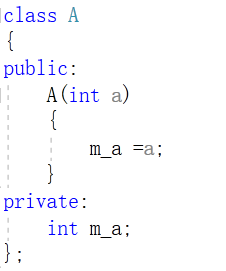 class A
{
public:
    A(int a)
    {
        m_a =a;
    }
private:
    int m_a;
};